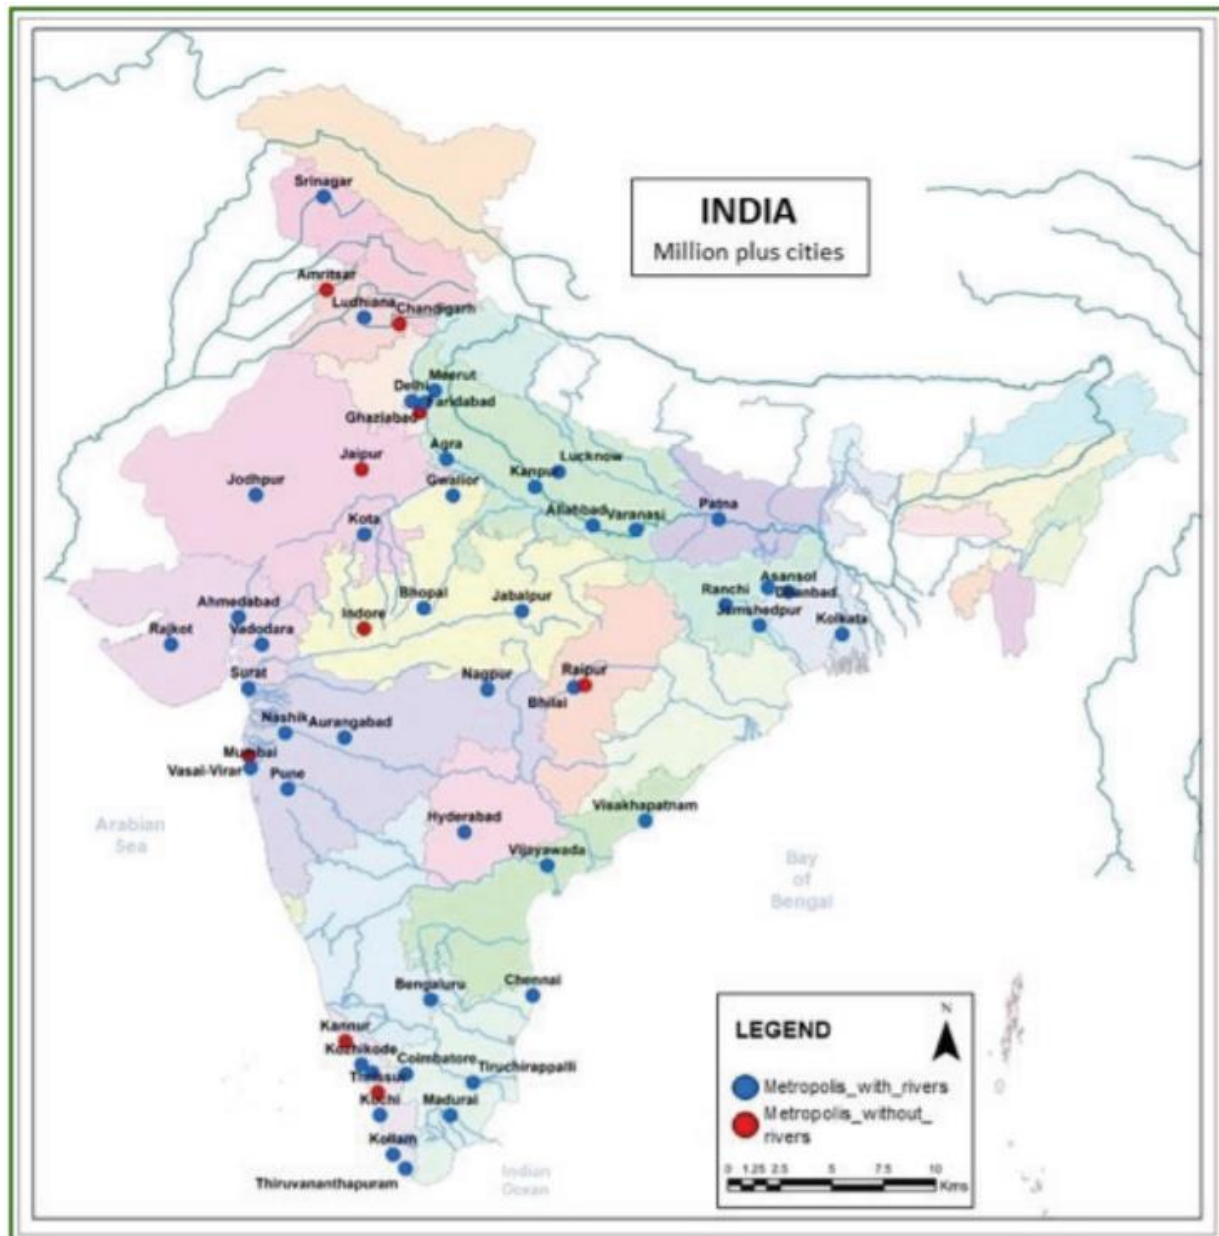 INDIA
Million plus cities
Srinagar
Amritsar
Ludhiana
Chandigarh
Meerut
Delhi
Faridabad
Ghaziabad
Agra
Jaipur
Lucknow
Kanpur
Jodhpur
Gwalior
Allabbad
Varanasi
Patna
Kota
Asansol
Dhanbad
Ranchi
Jamshedpur
Kolkata
Bhopal
Jabalpur
Ahmedabad
Indore
Rajkot
Vadodara
Surat
Nagpur
Raipur
Bhilai
Nashik
Aurangabad
Mumbai
Vasai-Virar
Pune
Arabian
Sea
Hyderabad
Visakhapatnam
Vijayawada
Bay
of
Bengal
Bengaluru
Chennai
Kannur
Kozhikode
Coimbatore
Tiruchirappalli
Thrissur
Kochi
Madurai
Kollam
Thiruvananthapuram
Indian
Ocean
LEGEND
N
Metropolis_with_rivers
Metropolis_without_
rivers
0 1.25 2.5 5 7.5 10
Kms